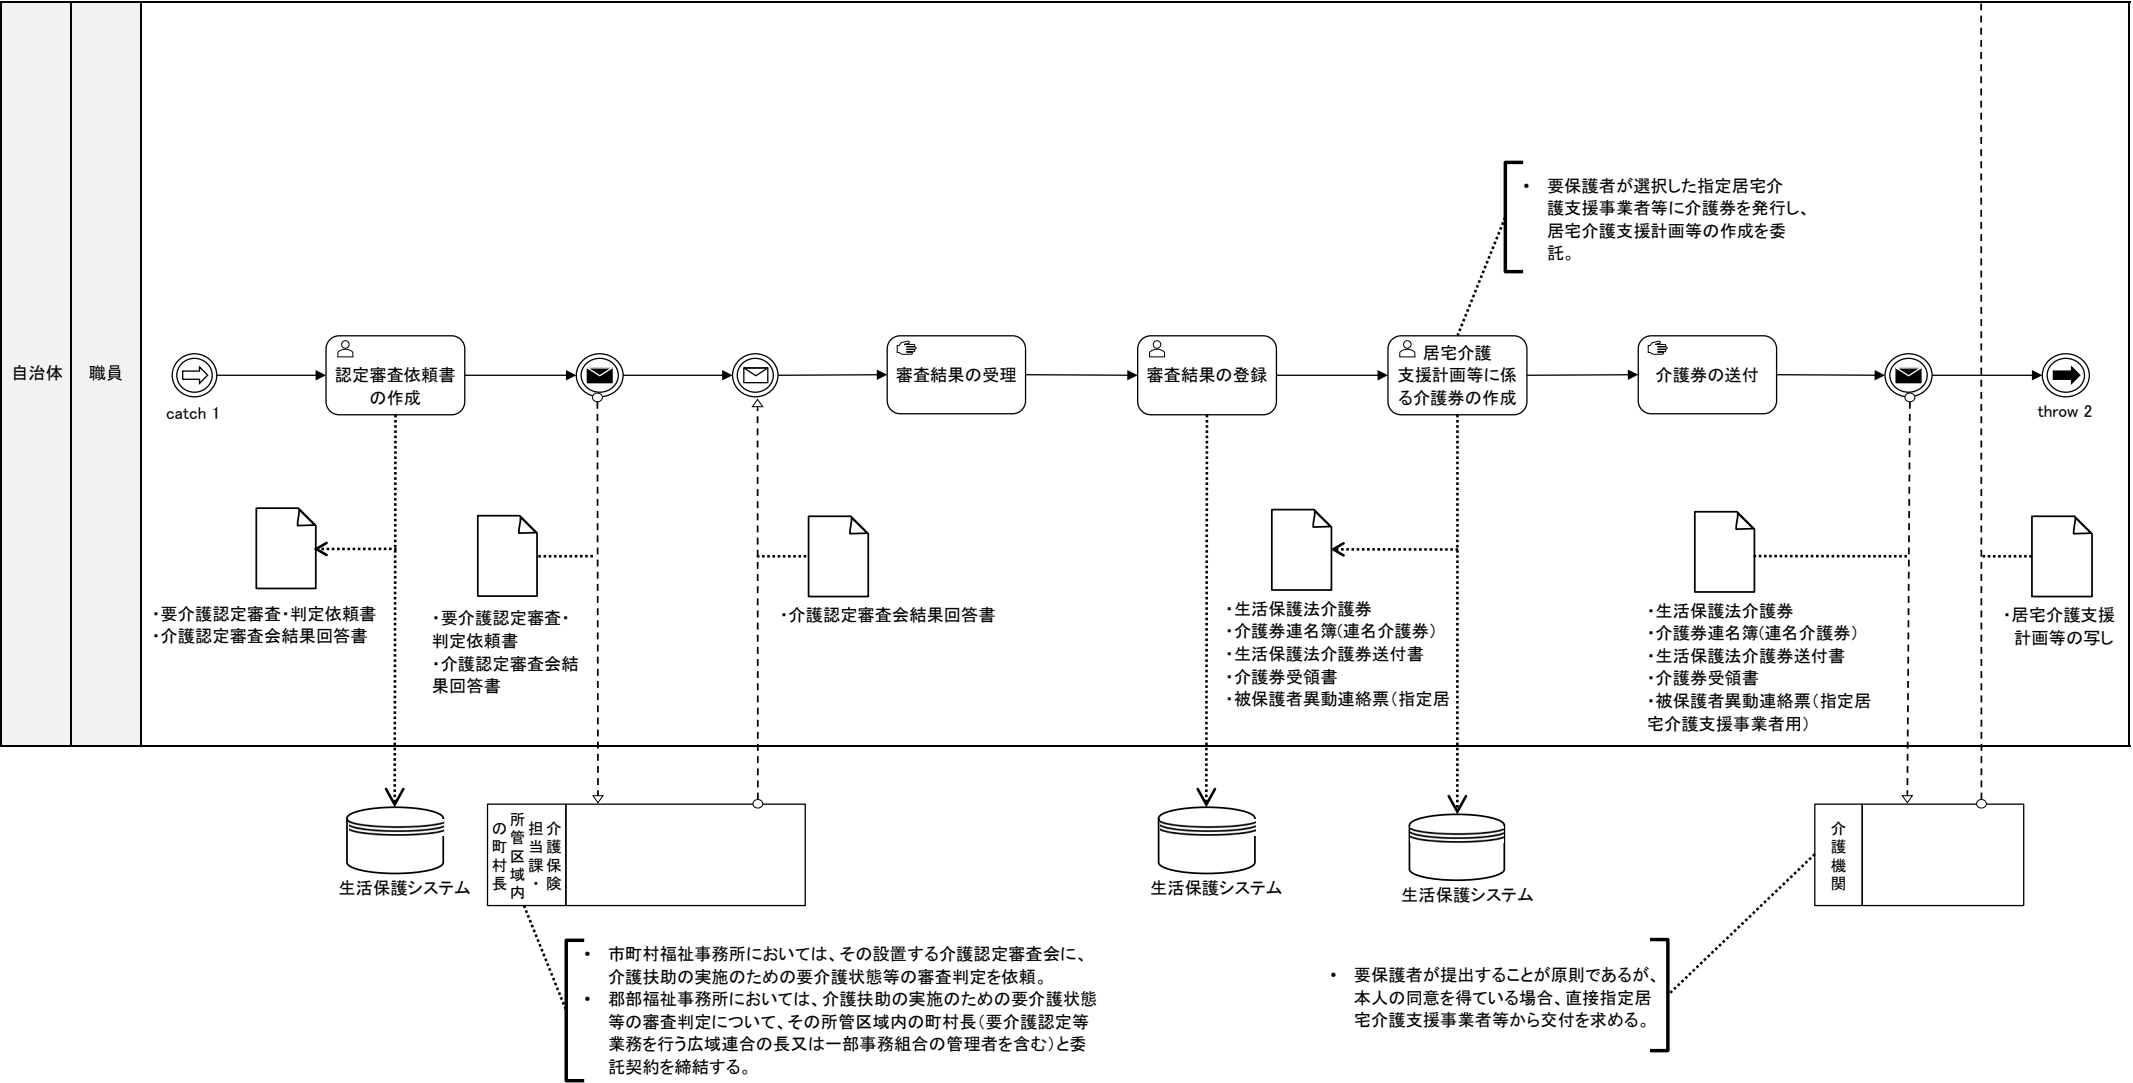 自治体
職員
catch 1
認定審査依頼書
の作成
審査結果の受理
審査結果の登録
居宅介護
支援計画等に係
る介護券の作成
介護券の送付
throw 2
• 要保護者が選択した指定居宅介
護支援事業者等に介護券を発行し、
居宅介護支援計画等の作成を委
託。
・要介護認定審査・判定依頼書
・介護認定審査会結果回答書
・要介護認定審査・
判定依頼書
・介護認定審査会結
果回答書
・介護認定審査会結果回答書
・生活保護法介護券
・介護券連名簿(連名介護券)
・生活保護法介護券送付書
・介護券受領書
・被保護者異動連絡票(指定居
・生活保護法介護券
・介護券連名簿(連名介護券)
・生活保護法介護券送付書
・介護券受領書
・被保護者異動連絡票(指定居
宅介護支援事業者用)
・居宅介護支援
計画等の写し
生活保護システム
介護保険
担当課・
所管区域内
の町村長
生活保護システム
生活保護システム
介護機関
• 市町村福祉事務所においては、その設置する介護認定審査会に、
介護扶助の実施のための要介護状態等の審査判定を依頼。
• 郡部福祉事務所においては、介護扶助の実施のための要介護状態
等の審査判定について、その所管区域内の町村長(要介護認定等
業務を行う広域連合の長又は一部事務組合の管理者を含む)と委
託契約を締結する。
• 要保護者が提出することが原則であるが、
本人の同意を得ている場合、直接指定居
宅介護支援事業者等から交付を求める。